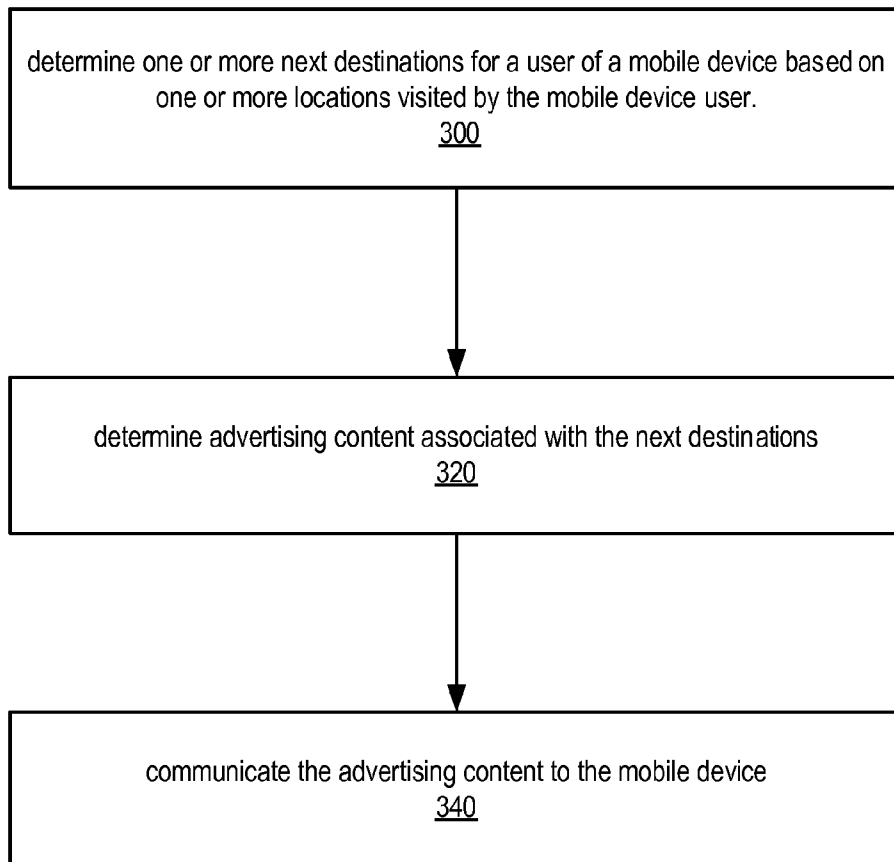 determine one or more next destinations for a user of a mobile device based on
one or more locations visited by the mobile device user.
300
determine advertising content associated with the next destinations
320
communicate the advertising content to the mobile device
340